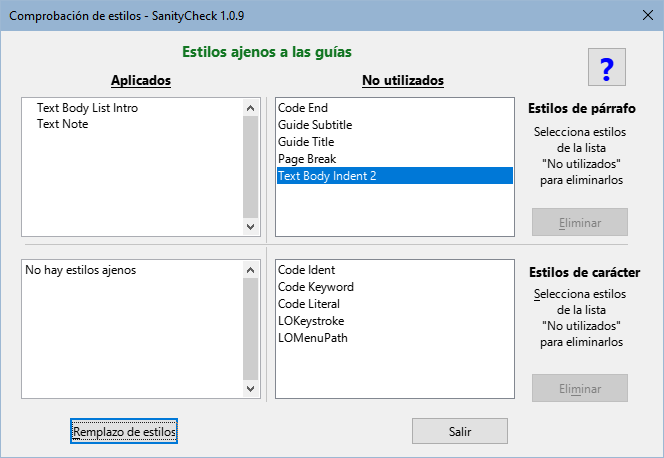 Comprobación de estilos - SanityCheck 1.0.9
Estilos ajenos a las guías
?
Aplicados
No utilizados
Text Body List Intro
Text Note
Code End
Guide Subtitle
Guide Title
Page Break
Text Body Indent 2
Estilos de párrafo
Selecciona estilos
de la lista
"No utilizados"
para eliminarlos
Eliminar
No hay estilos ajenos
Code Ident
Code Keyword
Code Literal
LOKeystroke
LOMenuPath
Estilos de carácter
Selecciona estilos
de la lista
"No utilizados"
para eliminarlos
Eliminar
Remplazo de estilos
Salir